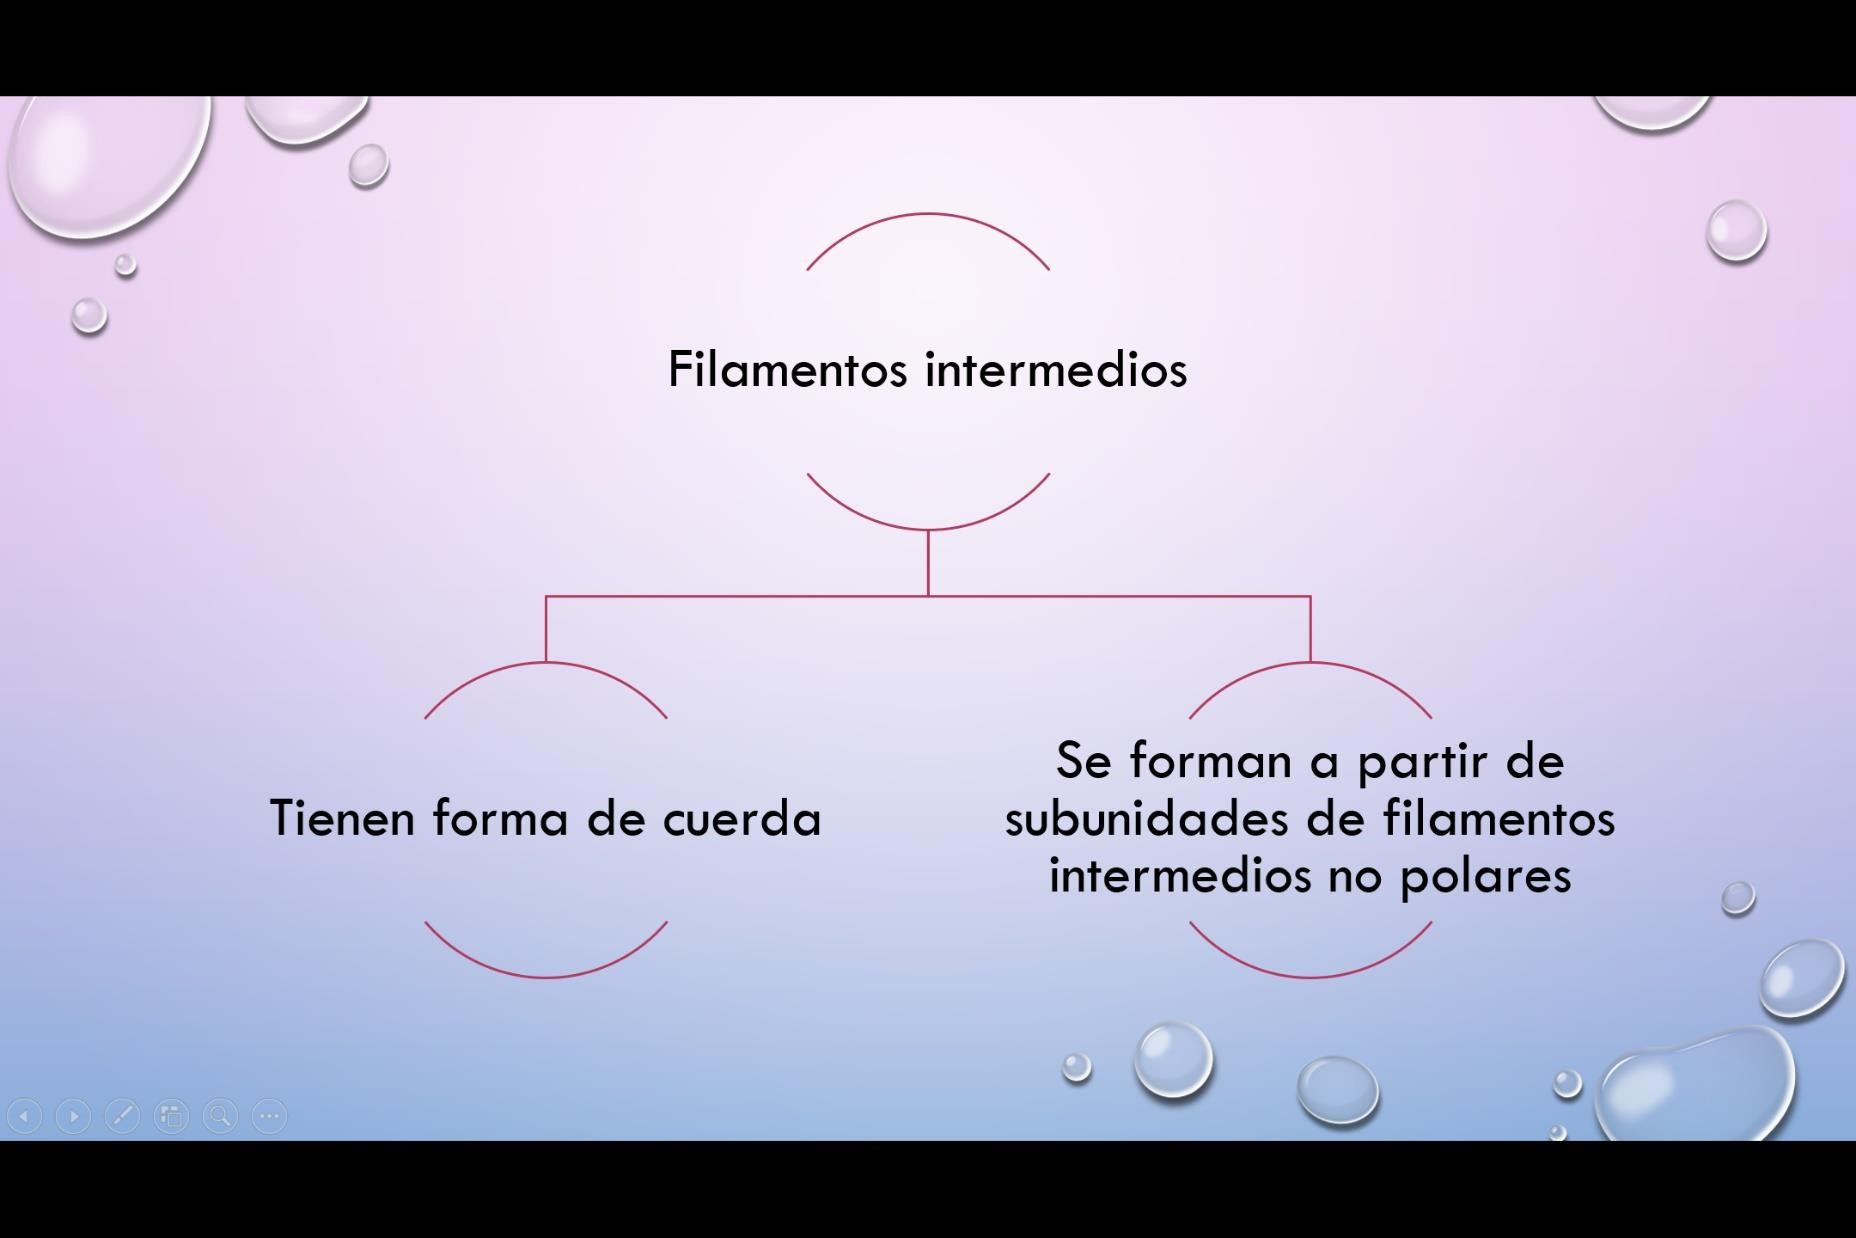 Filamentos intermedios
Tienen forma de cuerda
Se forman a partir de
subunidades de filamentos
intermedios no polares